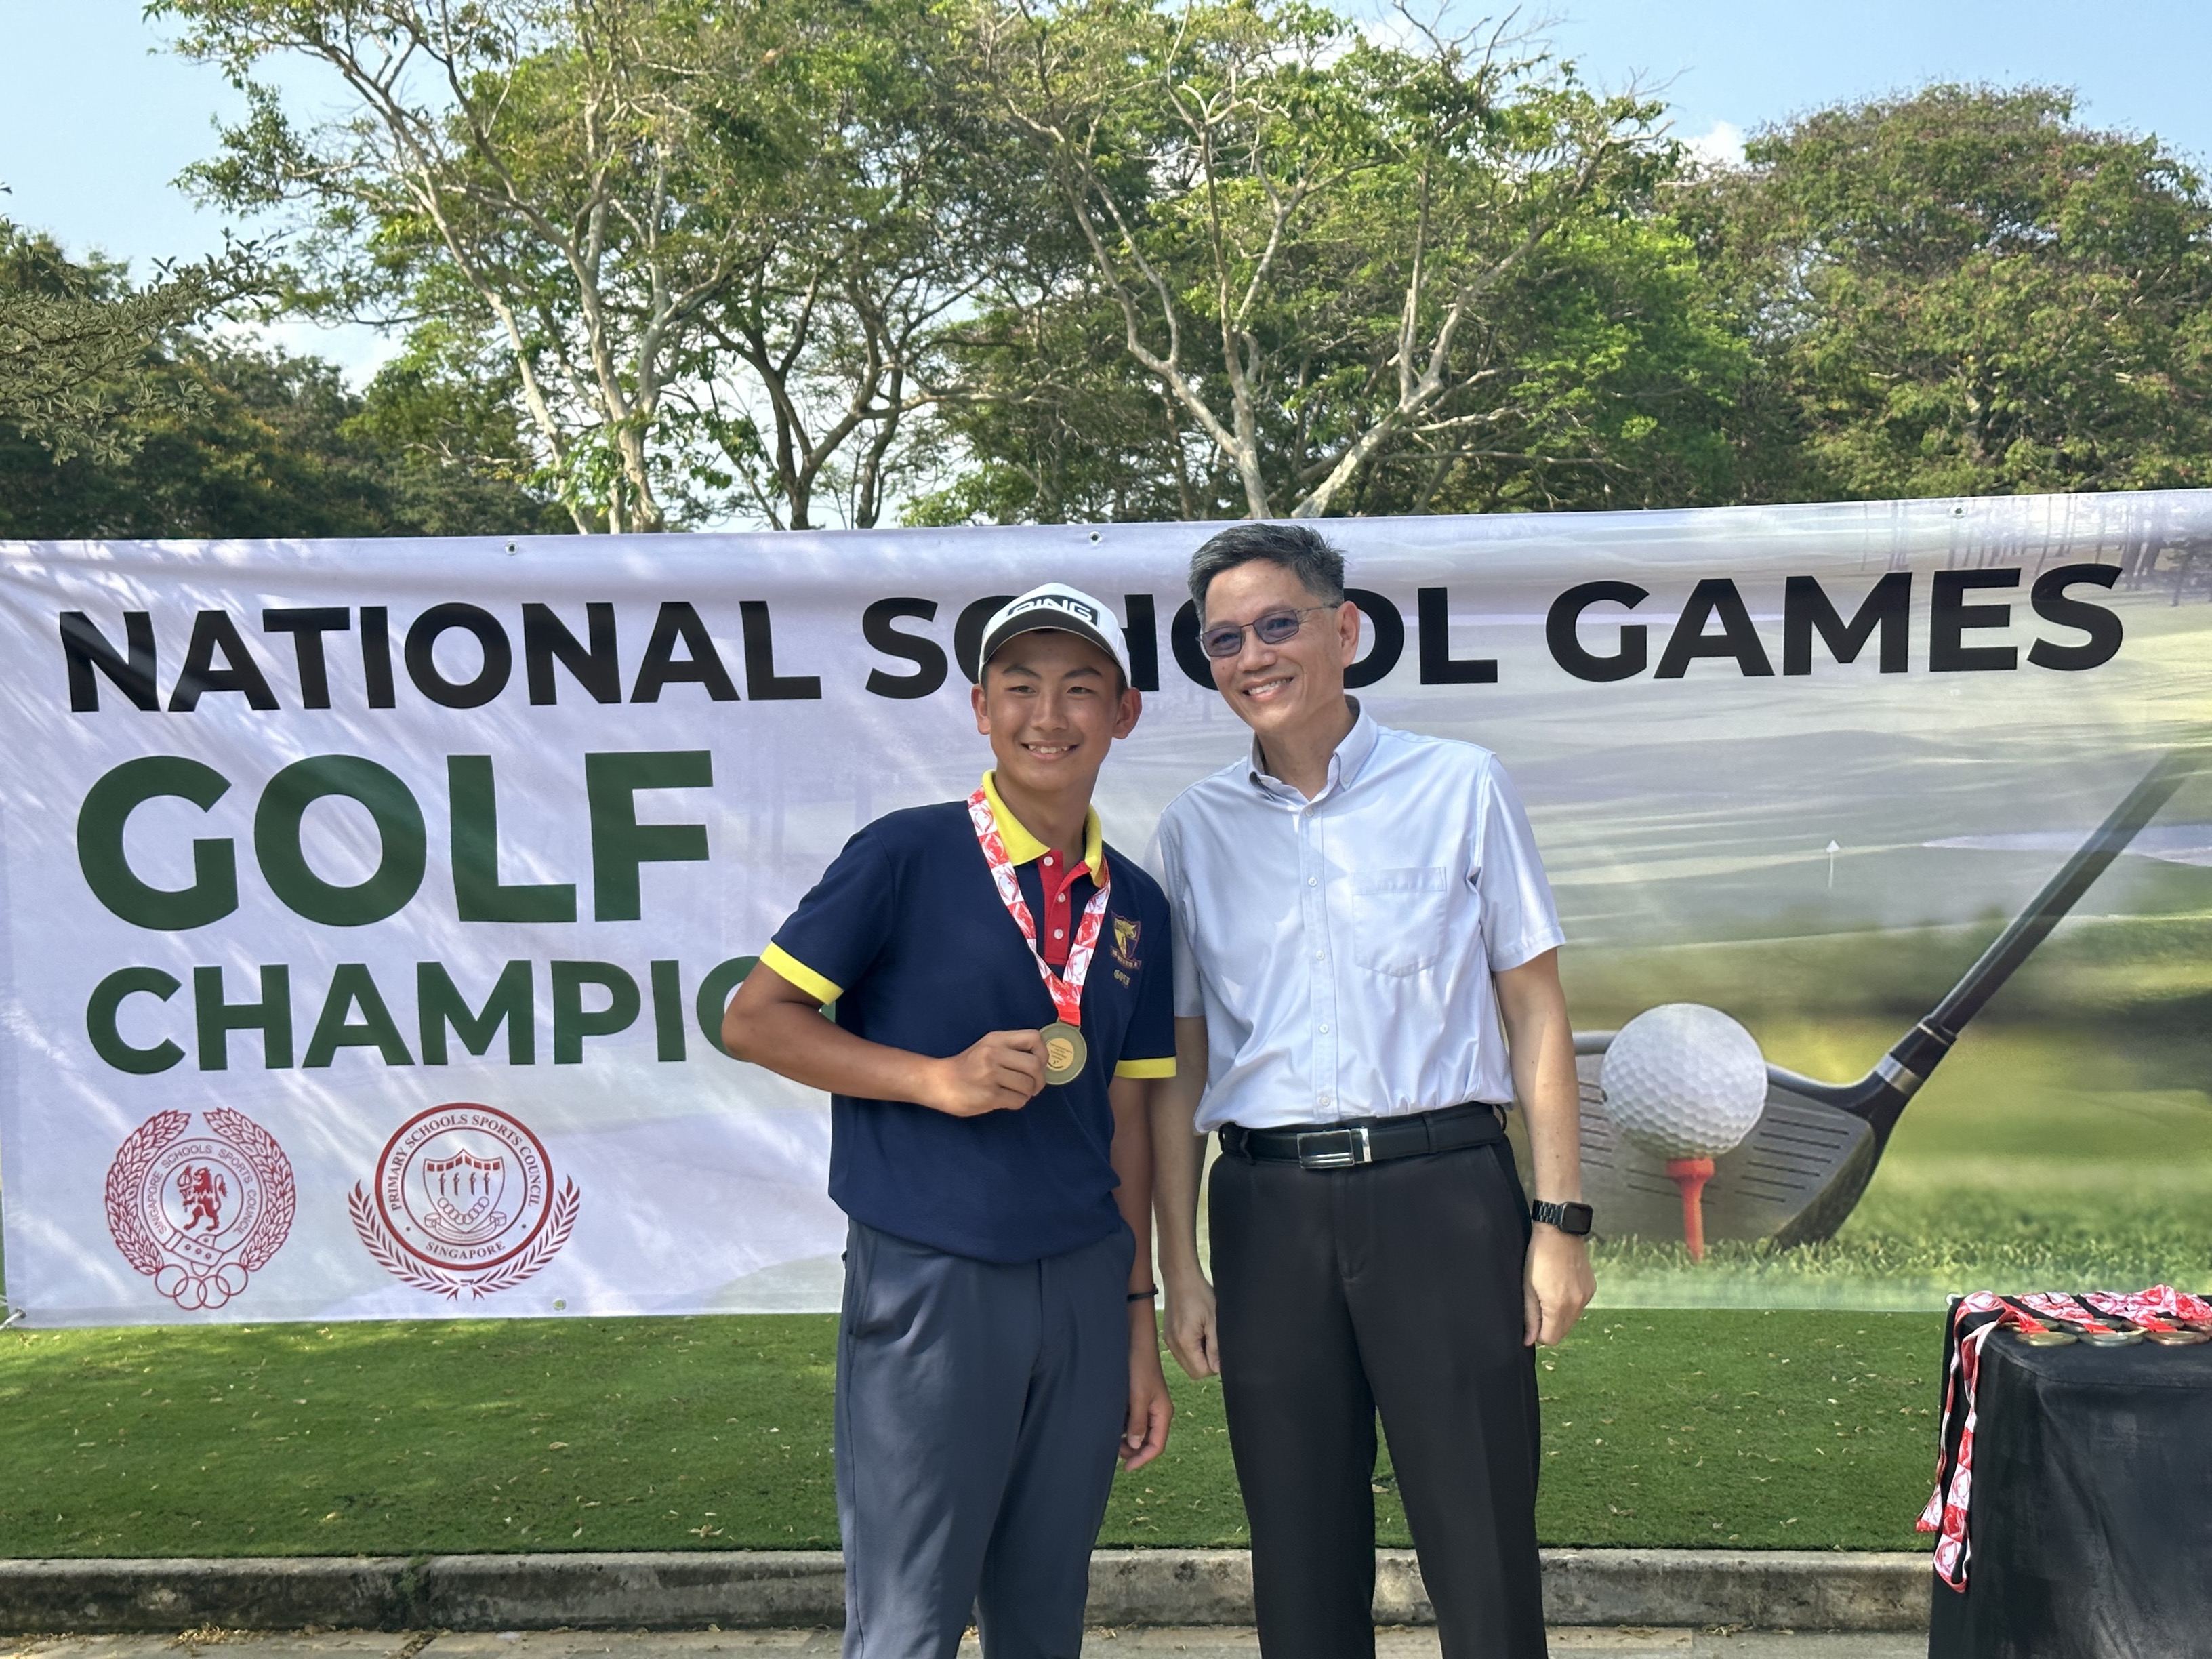 NATIONAL SCHOOL GAMES
GOLF
CHAMPIO
PING
SINGAPORE SCHOOLS SPORTS COUNCIL
PRIMARY SCHOOLS SPORTS COUNCIL
SINGAPORE
GOLF